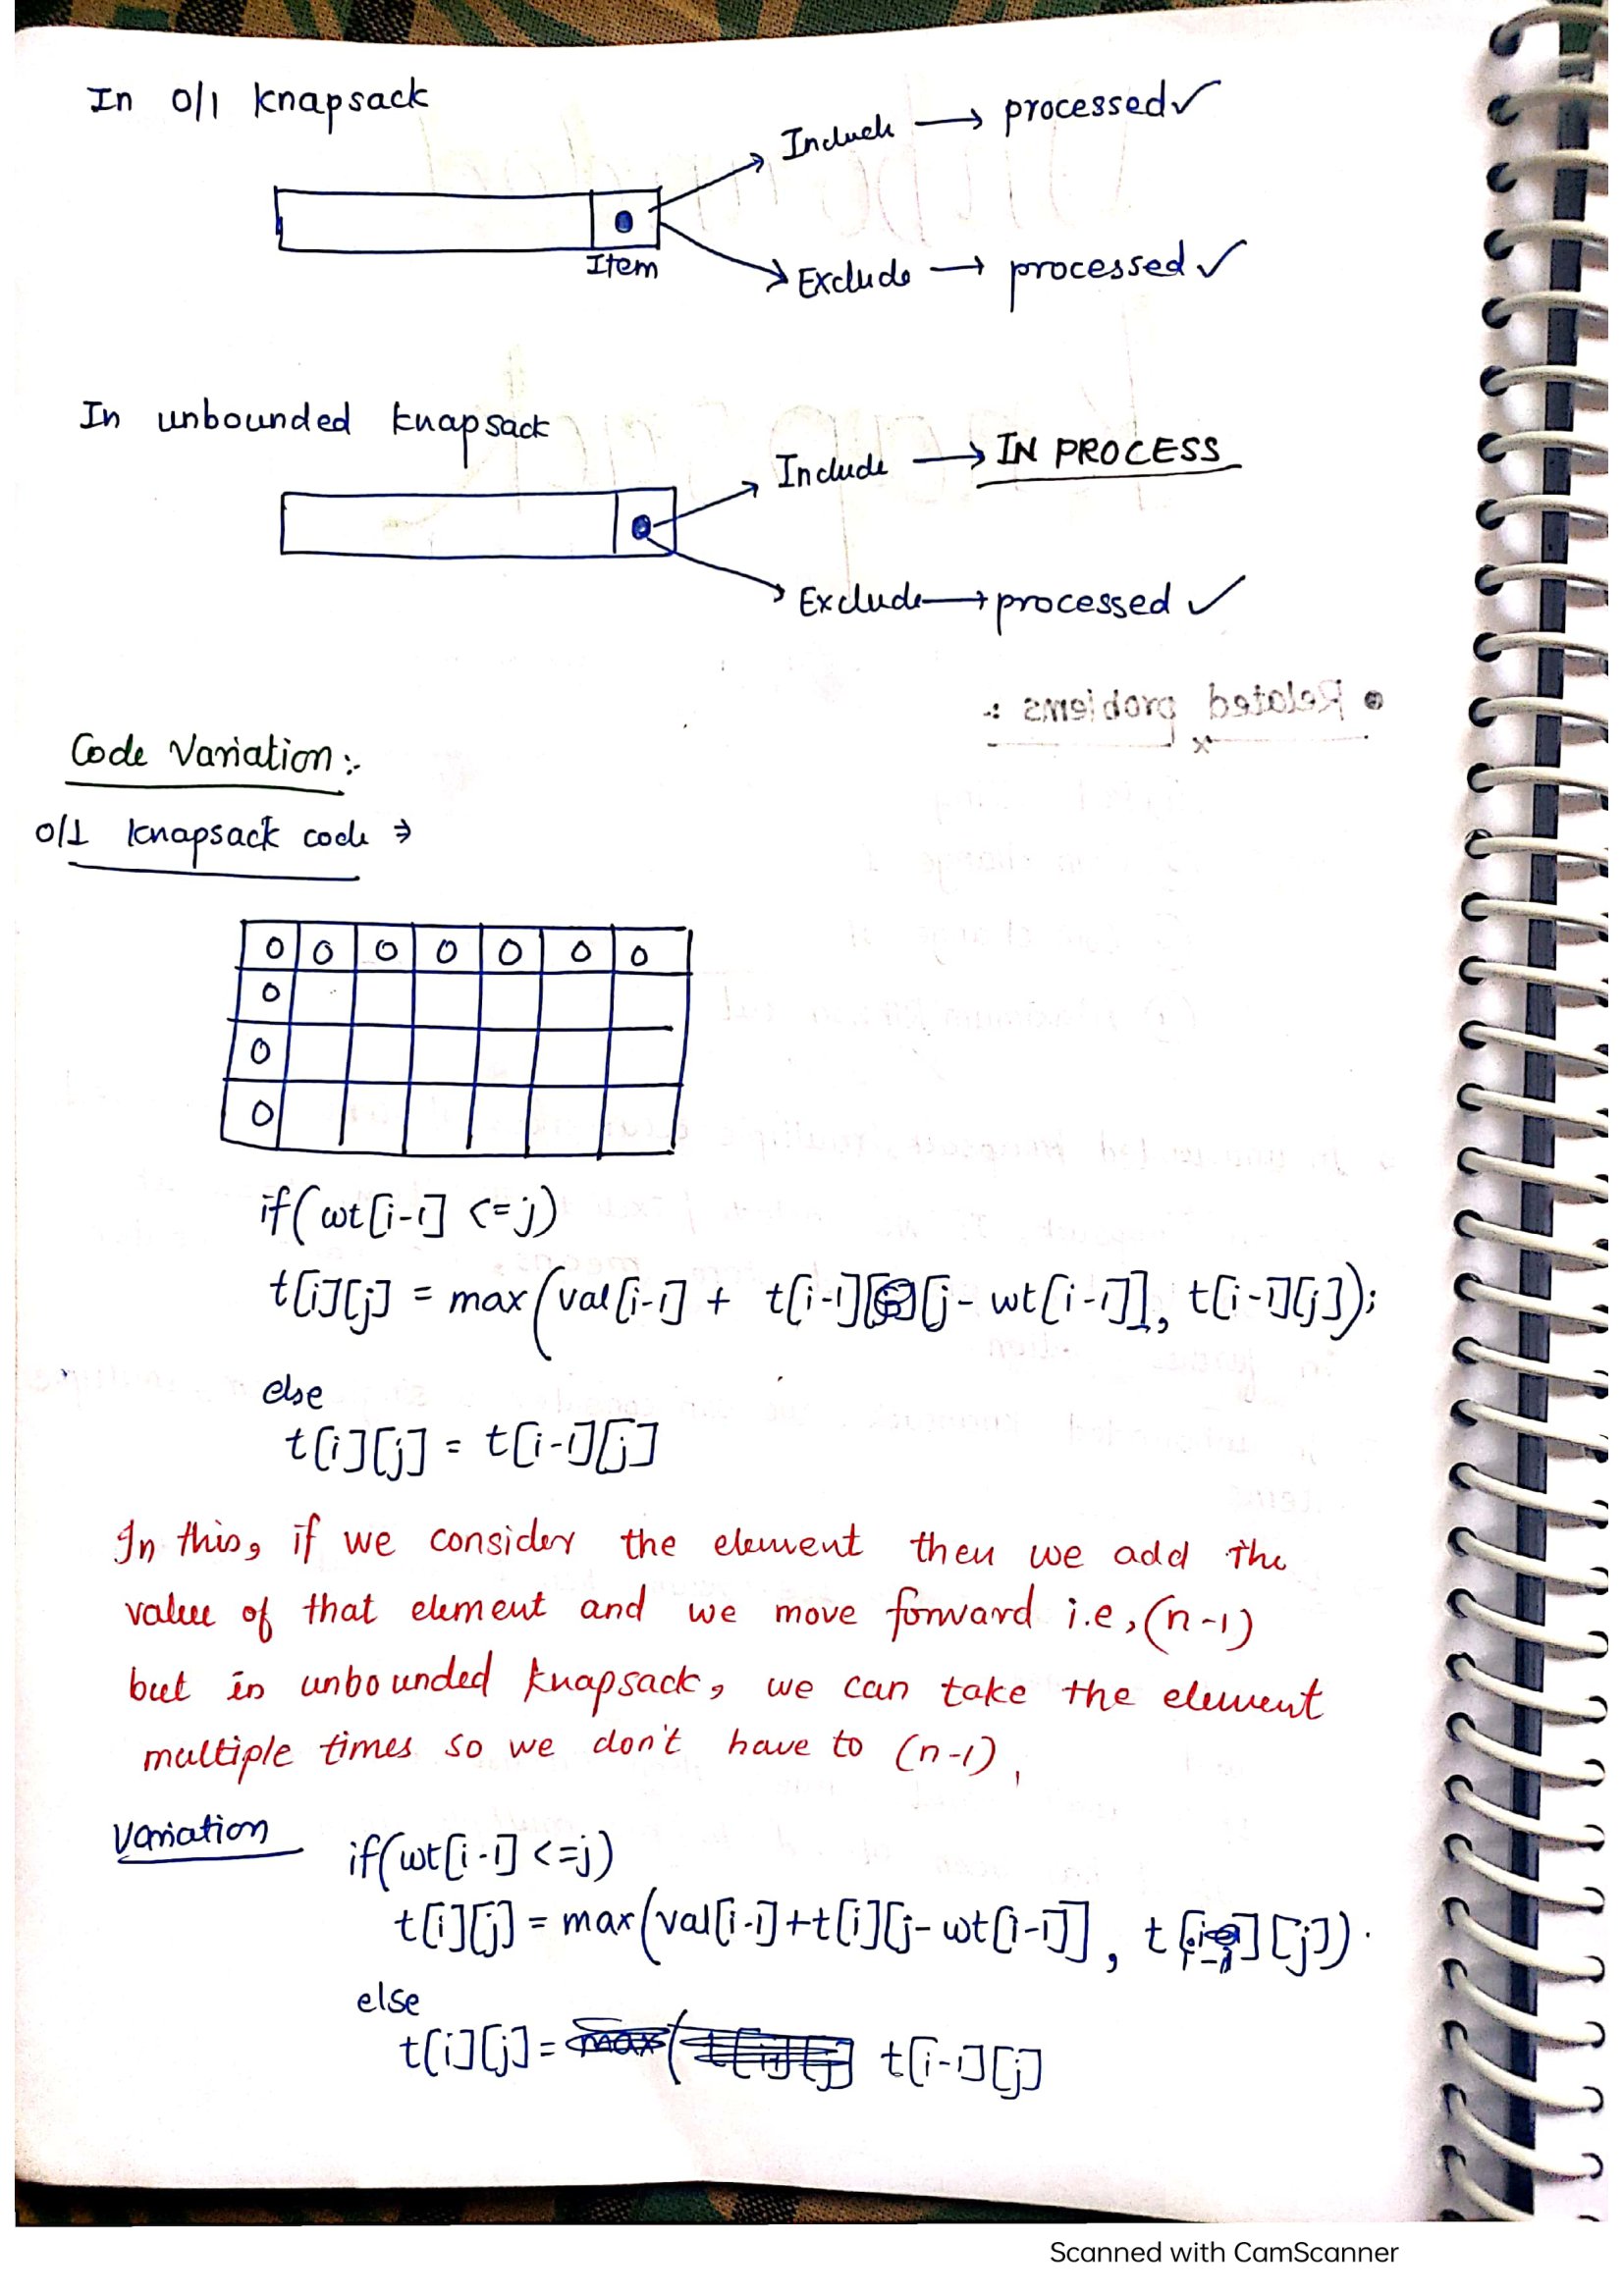 In 0/1 knapsack
Include → processed✓
Item
Exclude → processed ✓
In unbounded knapsack
Include → IN PROCESS
Exclude → processed ✓
• Related problems :-
Code Variation :-
0/1 knapsack code ⇒
0 0 0 0 0 0 0
0
0
0
if(wt[i-1] <=j)
t[i][j] = max(val[i-1] + t[i-1][j- wt[i-1]], t[i-1][j]);
else
t[i][j] = t[i-1][j]
In this, if we consider the element then we add the
value of that element and we move forward i.e,(n-1)
but in unbounded knapsack, we can take the element
multiple times so we don't have to (n-1).
Variation
if(wt[i-1] <=j)
t[i][j] = max(val[i-1]+t[i][j- wt[i-1]], t[i-1][j]).
else
t[i][j]= max(t[i][j] t[i-1][j]
Scanned with CamScanner